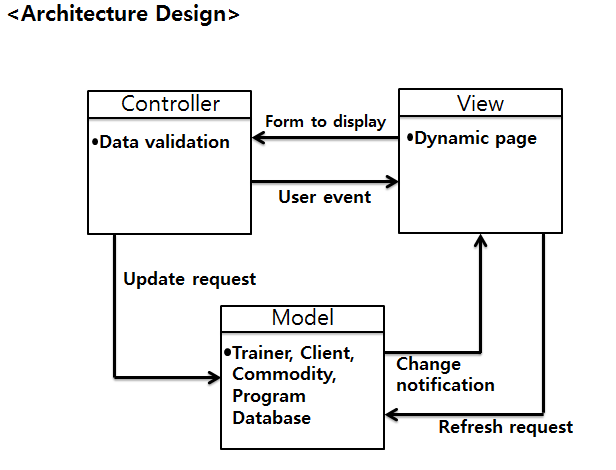 <Architecture Design>
Controller
•Data validation
View
•Dynamic page
Form to display
User event
Update request
Model
•Trainer, Client,
Commodity,
Program
Database
Change
notification
Refresh request